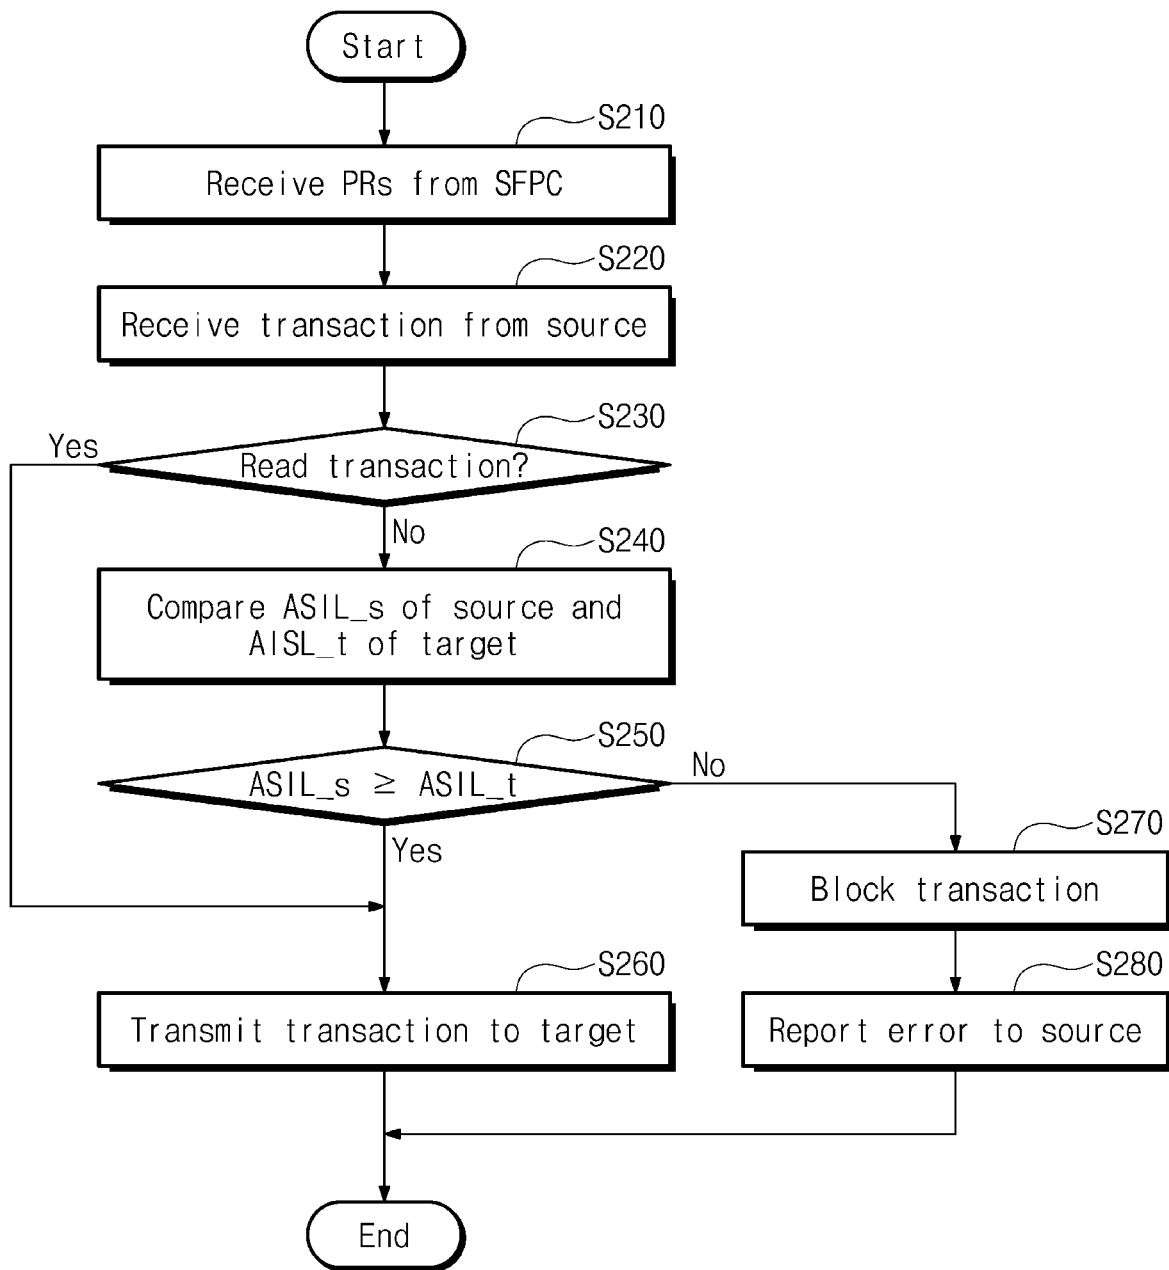 Start
S210
Receive PRs from SFPC
S220
Receive transaction from source
S230
Yes
Read transaction?
No
S240
Compare ASIL_s of source and
AISL_t of target
S250
ASIL_s ≥ ASIL_t
No
Yes
S270
Block transaction
S260
Transmit transaction to target
S280
Report error to source
End